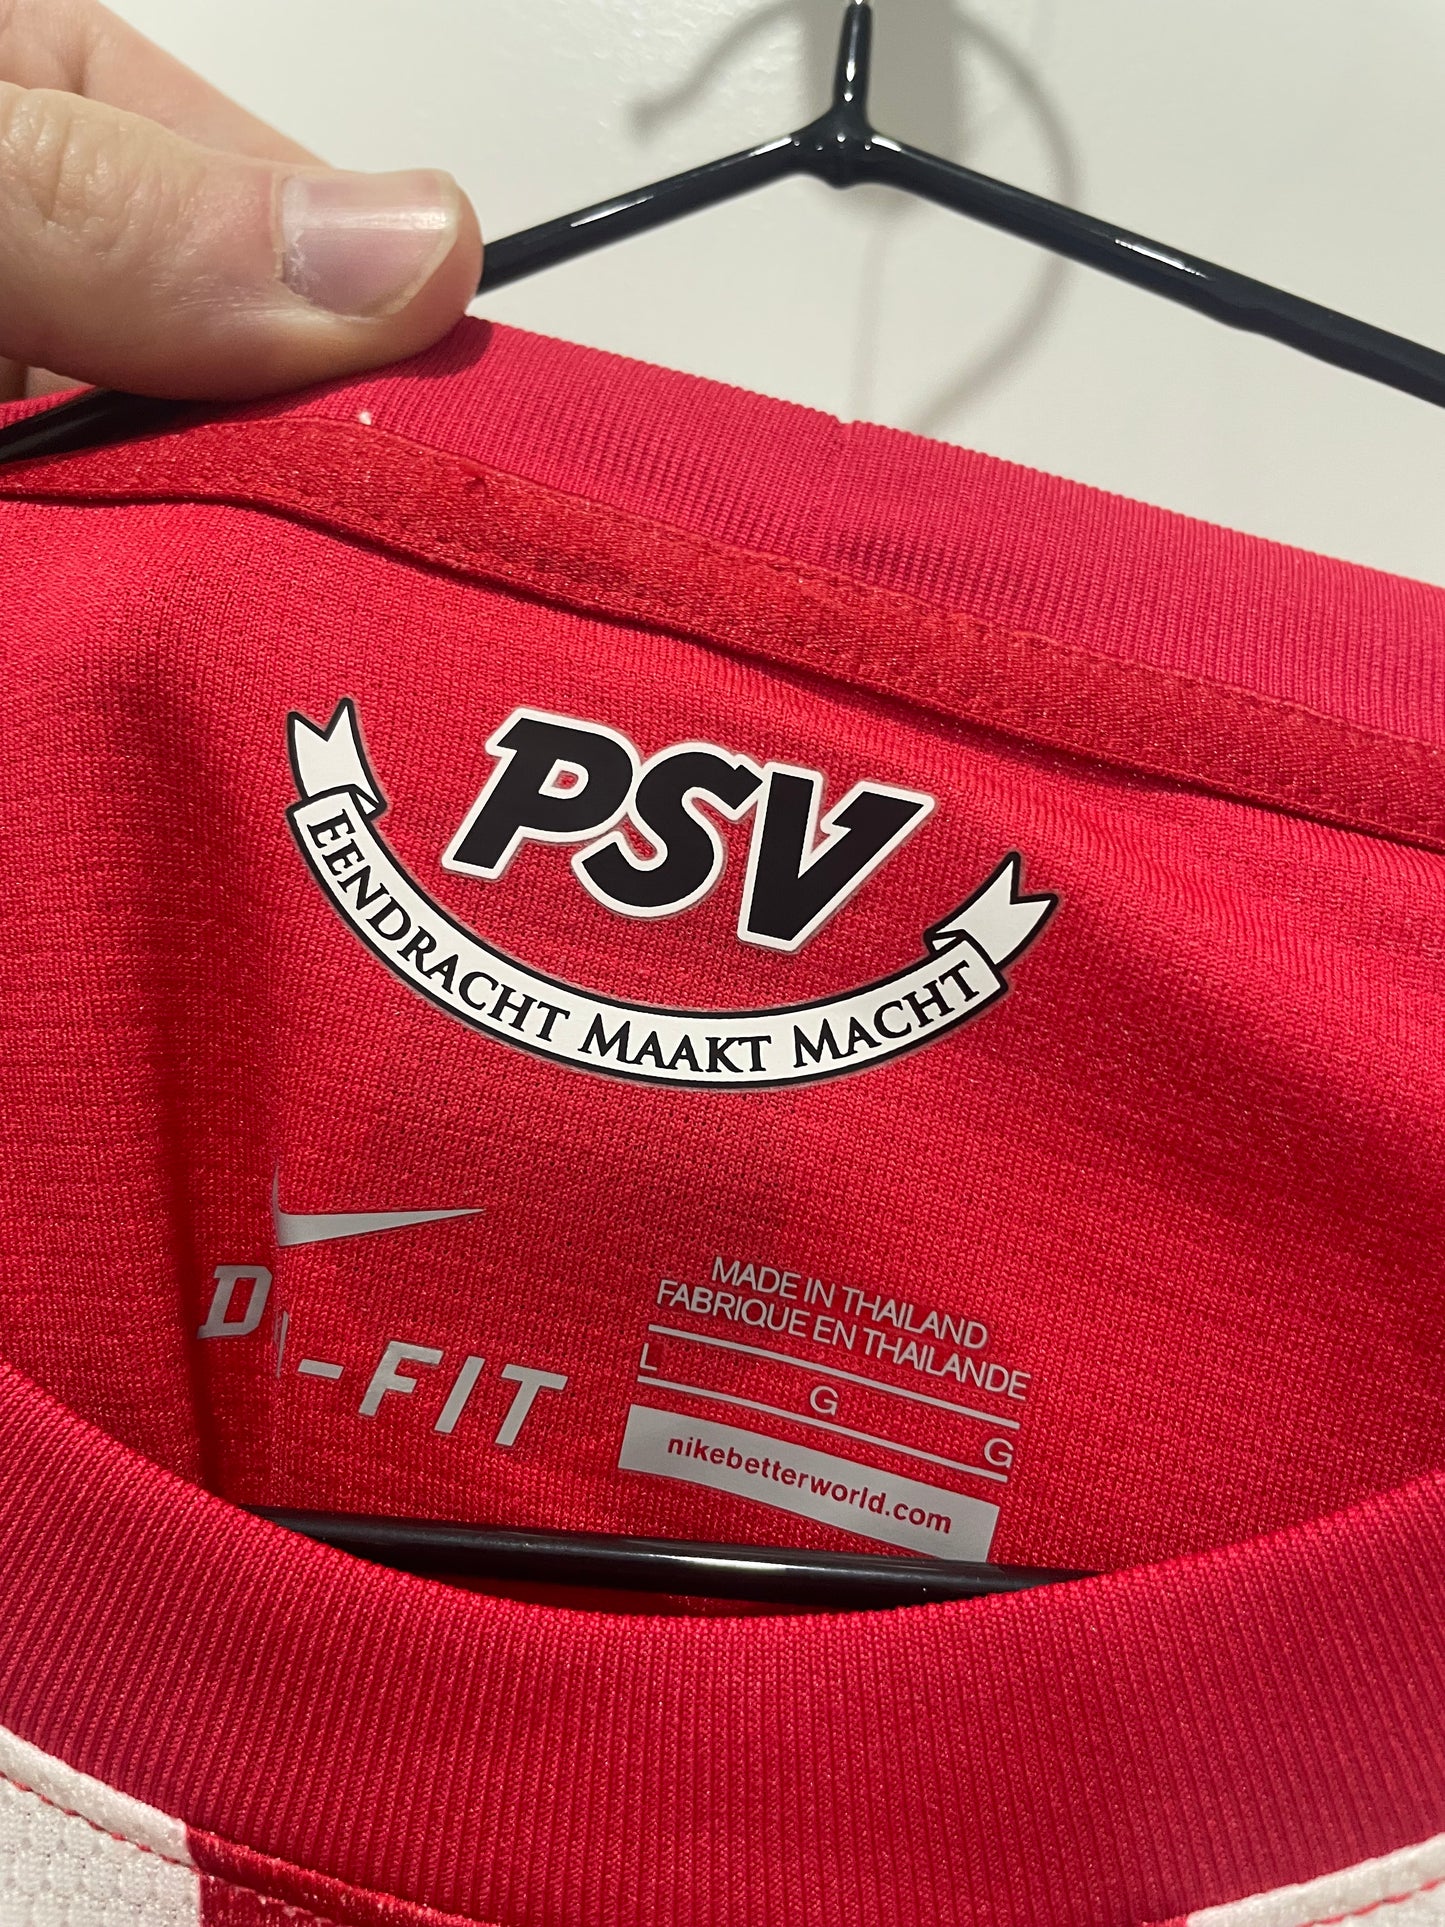 PSV
EENDRACHT MAAKT MACHT
MADE IN THAILAND
FABRIQUE EN THAILANDE
L
G
G
nikebetterworld.com